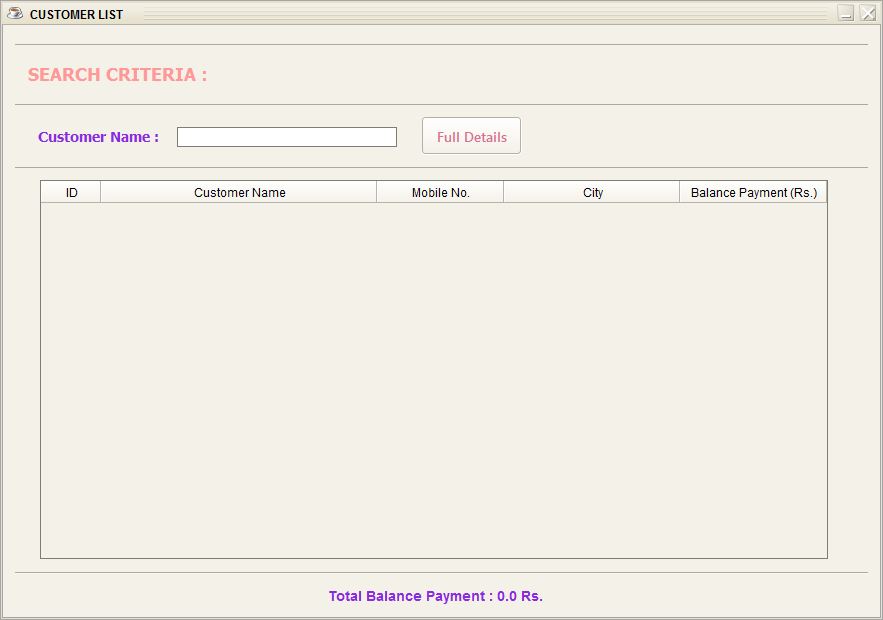 CUSTOMER LIST
SEARCH CRITERIA :
Customer Name : Full Details
ID Customer Name Mobile No. City Balance Payment (Rs.)
Total Balance Payment : 0.0 Rs.